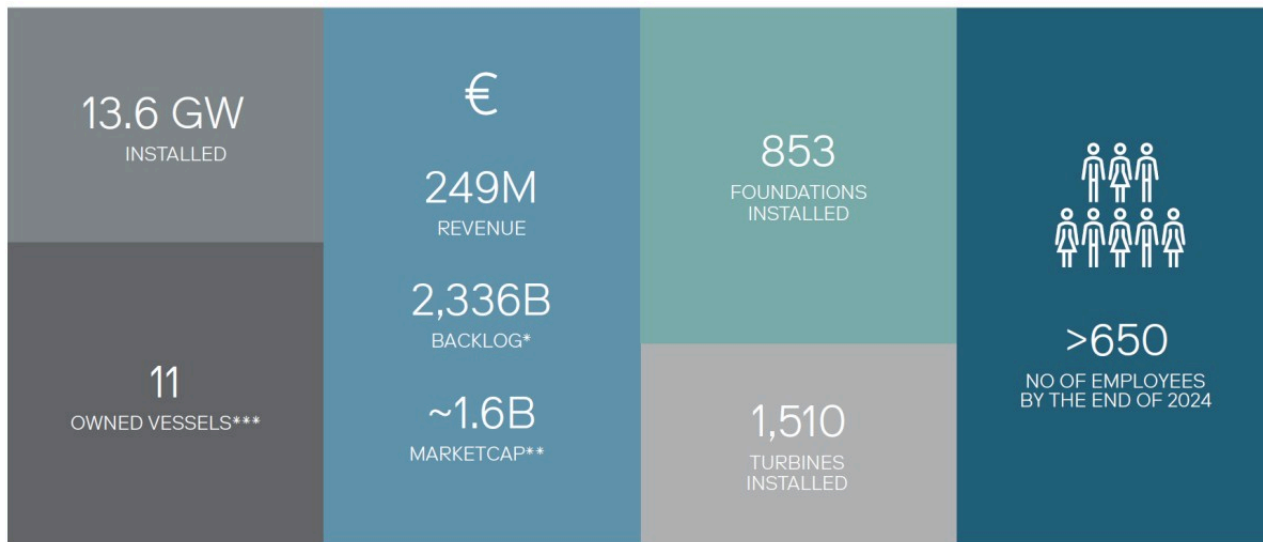 13.6 GW
INSTALLED
11
OWNED VESSELS***
€
249M
REVENUE
2,336B
BACKLOG*
~1.6B
MARKETCAP**
853
FOUNDATIONS
INSTALLED
1,510
TURBINES
INSTALLED
>650
NO OF EMPLOYEES
BY THE END OF 2024